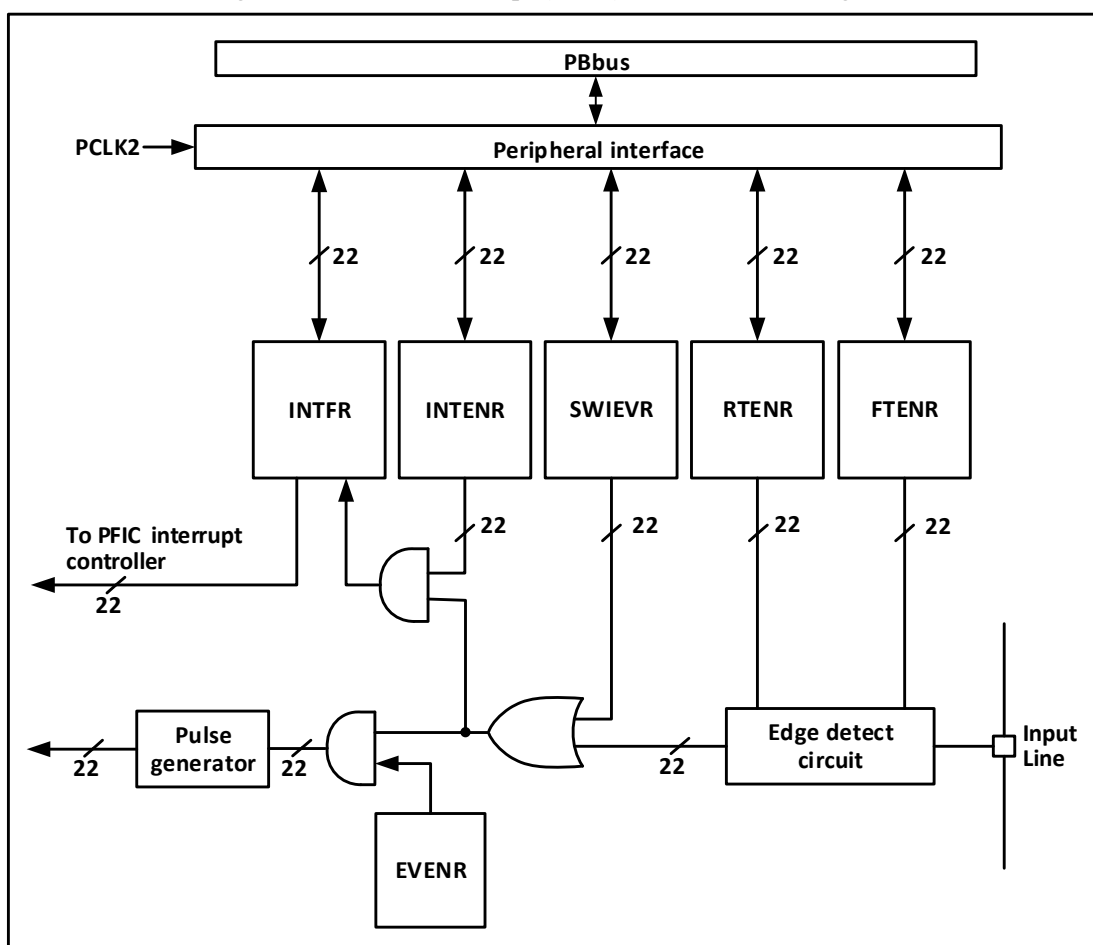 PBbus
PCLK2
Peripheral interface
22
22
22
22
22
INTFR
INTENR
SWIEVR
RTENR
FTENR
22
22
22
22
To PFIC interrupt
controller
22
Pulse
generator
22
22
22
Edge detect
circuit
Input
Line
EVENR